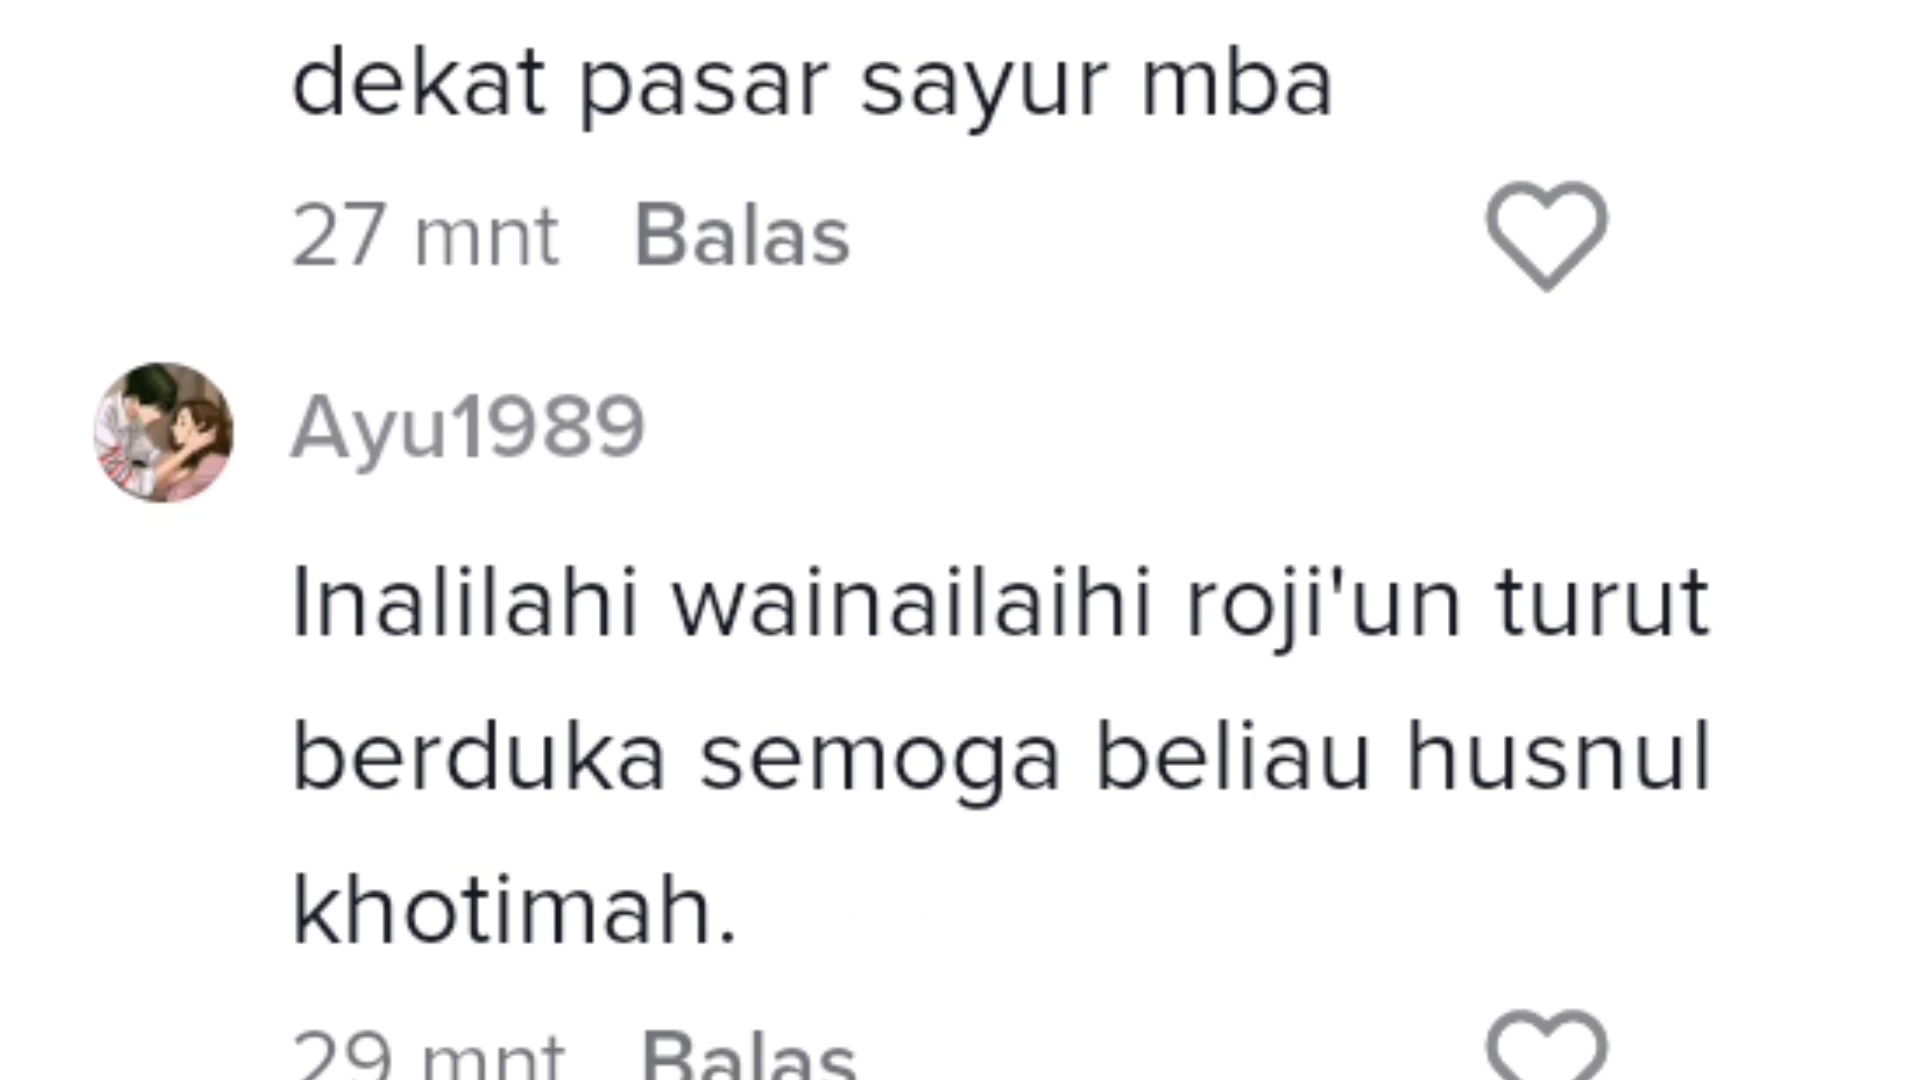 dekat pasar sayur mba
27 mnt Balas
Ayu1989
Inalilahi wainailaihi roji'un turut
berduka semoga beliau husnul
khotimah.
29 mnt Balas